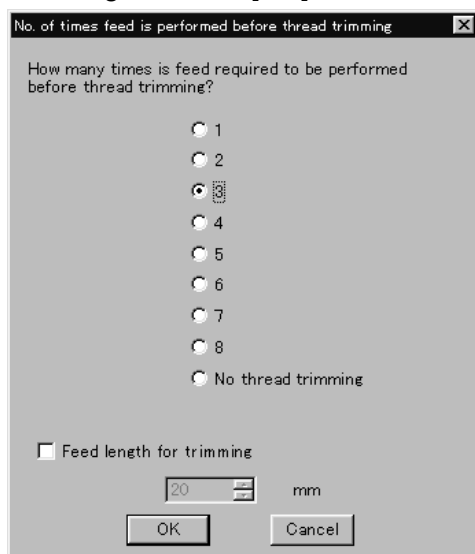 No. of times feed is performed before thread trimming
How many times is feed required to be performed
before thread trimming?
1
2
3
4
5
6
7
8
No thread trimming
Feed length for trimming
20 mm
OK Cancel